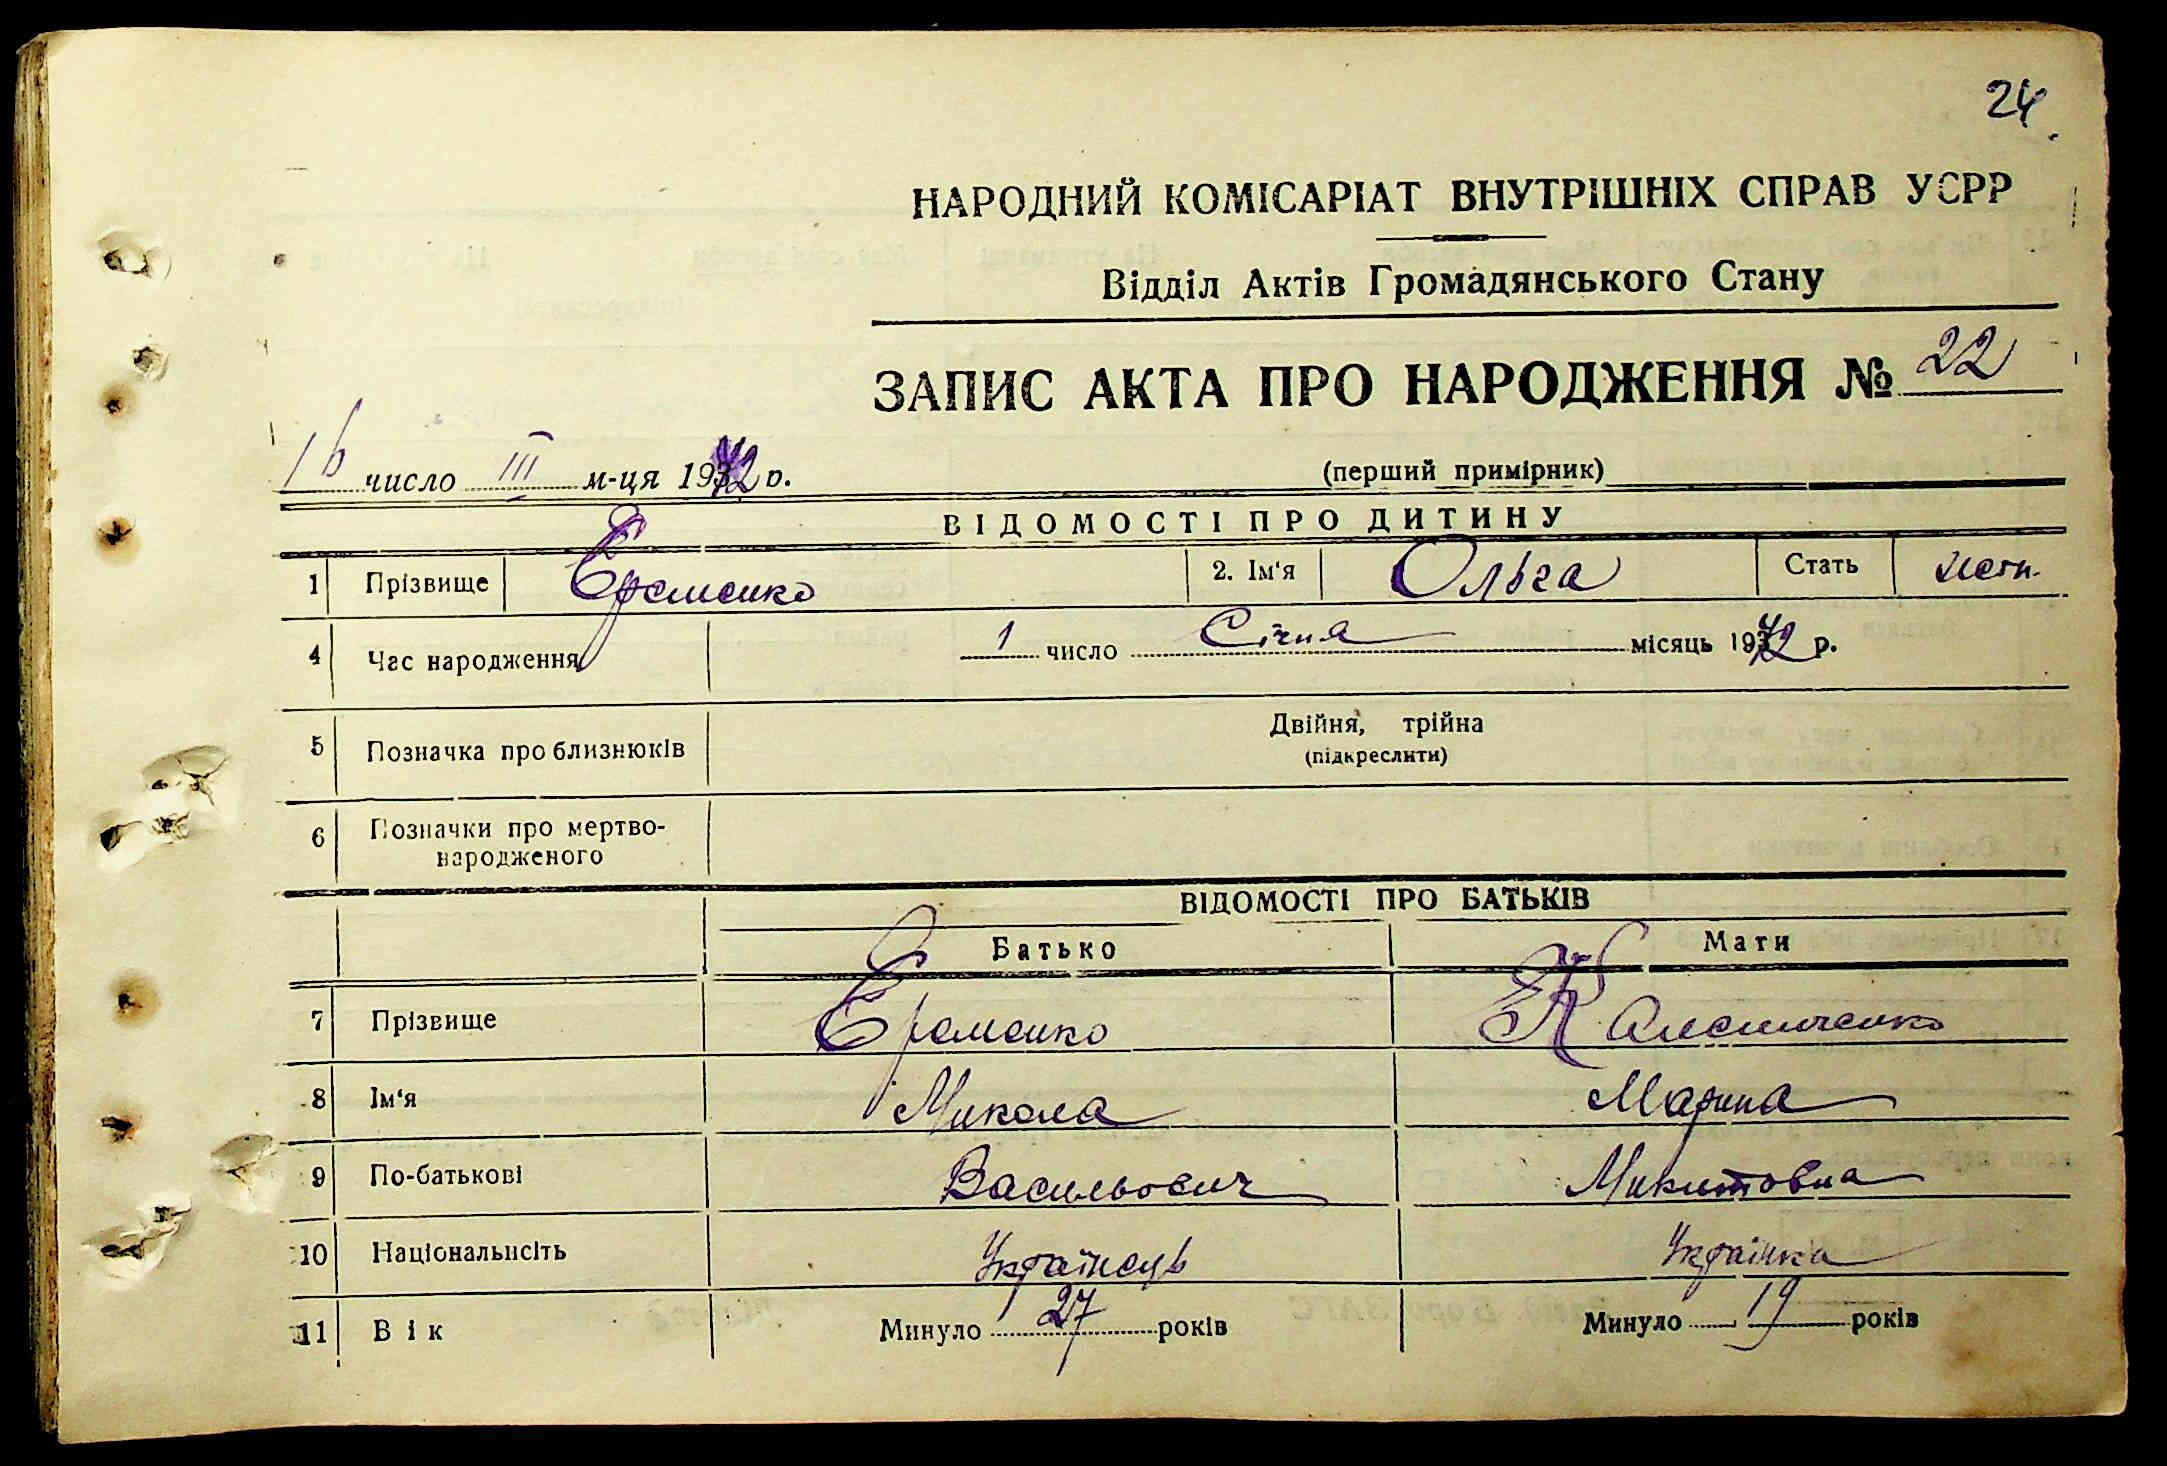 24
НАРОДНИЙ КОМІСАРІАТ ВНУТРІШНІХ СПРАВ УСРР
Відділ Актів Громадянського Стану
ЗАПИС АКТА ПРО НАРОДЖЕННЯ № 22
16 число III м-ця 1942 р.
(перший примірник)
ВІДОМОСТІ ПРО ДИТИНУ
1 Прізвище Єременко 2. Ім'я Ольга Стать
4 Час народження 1 число Січня місяць 1942 р.
5 Позначка про близнюків Двійня, трійна
(підкреслити)
6 Позначки про мертво-
народженого
ВІДОМОСТІ ПРО БАТЬКІВ
Батько Мати
7 Прізвище Єременко
8 Ім'я Микола Марина
9 По-батькові Васильович Микитовна
10 Національність Українець Українка
11 Вік Минуло 27 років Минуло 19 років